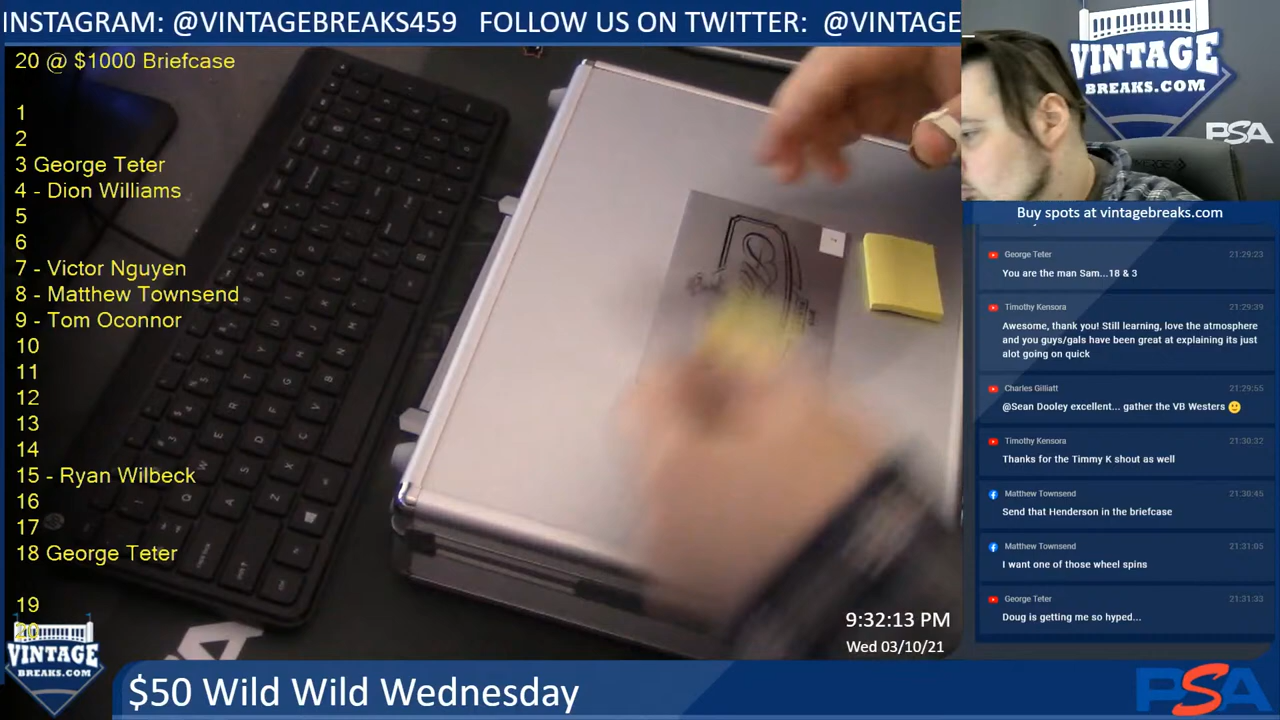 INSTAGRAM: @VINTAGEBREAKS459 FOLLOW US ON TWITTER: @VINTAGE
20 @ $1000 Briefcase
1
2
3 George Teter
4 - Dion Williams
5
6
7 - Victor Nguyen
8 - Matthew Townsend
9 - Tom Oconnor
10
11
12
13
14
15 - Ryan Wilbeck
16
17
18 George Teter
19
20
VINTAGE
BREAKS.COM
VINTAGE
BREAKS.COM
PSA
Buy spots at vintagebreaks.com
George Teter 21:29:23
You are the man Sam...18 & 3
Timothy Kensora 21:29:39
Awesome, thank you! Still learning, love the atmosphere
and you guys/gals have been great at explaining its just
alot going on quick
Charles Gilliatt 21:29:55
@Sean Dooley excellent... gather the VB Westers 🙂
Timothy Kensora 21:30:32
Thanks for the Timmy K shout as well
Matthew Townsend 21:30:45
Send that Henderson in the briefcase
Matthew Townsend 21:31:05
I want one of those wheel spins
George Teter 21:31:33
Doug is getting me so hyped...
9:32:13 PM
Wed 03/10/21
$50 Wild Wild Wednesday
PSA